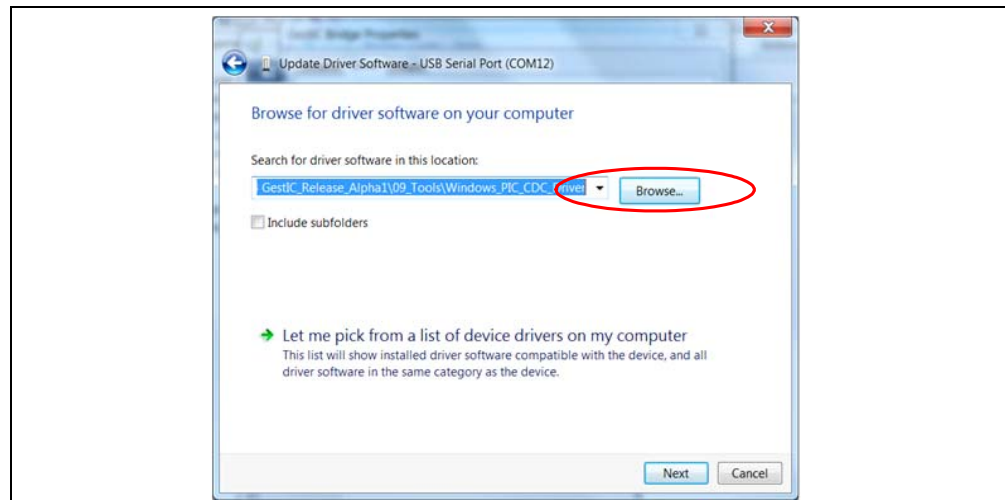 GestIC Bridge Properties
Update Driver Software - USB Serial Port (COM12)
Browse for driver software on your computer
Search for driver software in this location:
GestIC_Release_Alpha1\09_Tools\Windows_PIC_CDC_Driver
Browse...
Include subfolders
Let me pick from a list of device drivers on my computer
This list will show installed driver software compatible with the device, and all
driver software in the same category as the device.
Next
Cancel